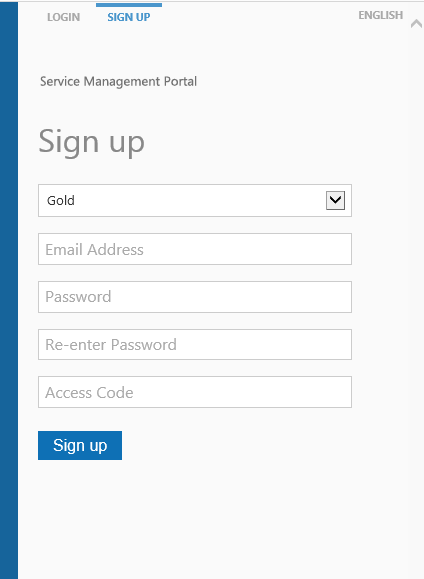 LOGIN SIGN UP ENGLISH
Service Management Portal
Sign up
Gold
Email Address
Password
Re-enter Password
Access Code
Sign up